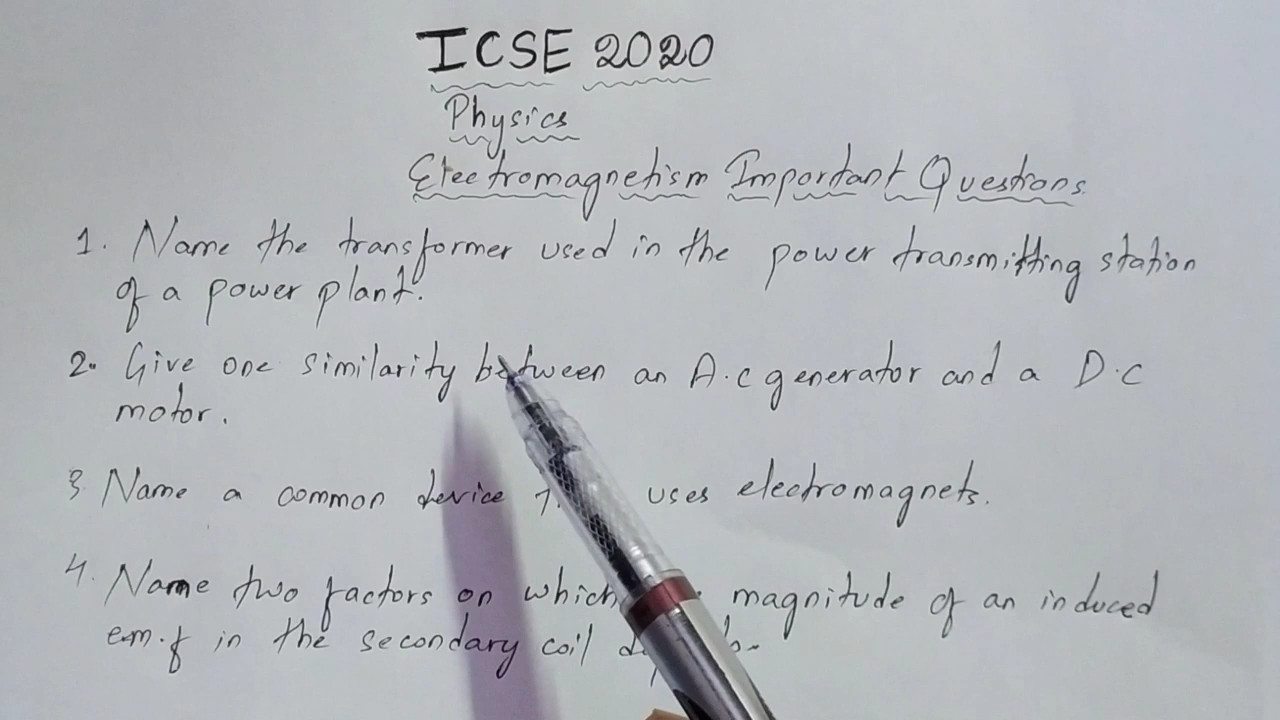 ICSE 2020
Physics
Electromagnetism Important Questions
1. Name the transformer used in the power transmitting station
of a power plant.
2. Give one similarity between an A.c generator and a D.C
motor.
3 Name a common device uses electromagnets.
4. Name two factors on which magnitude of an induced
e.m.f in the secondary coil